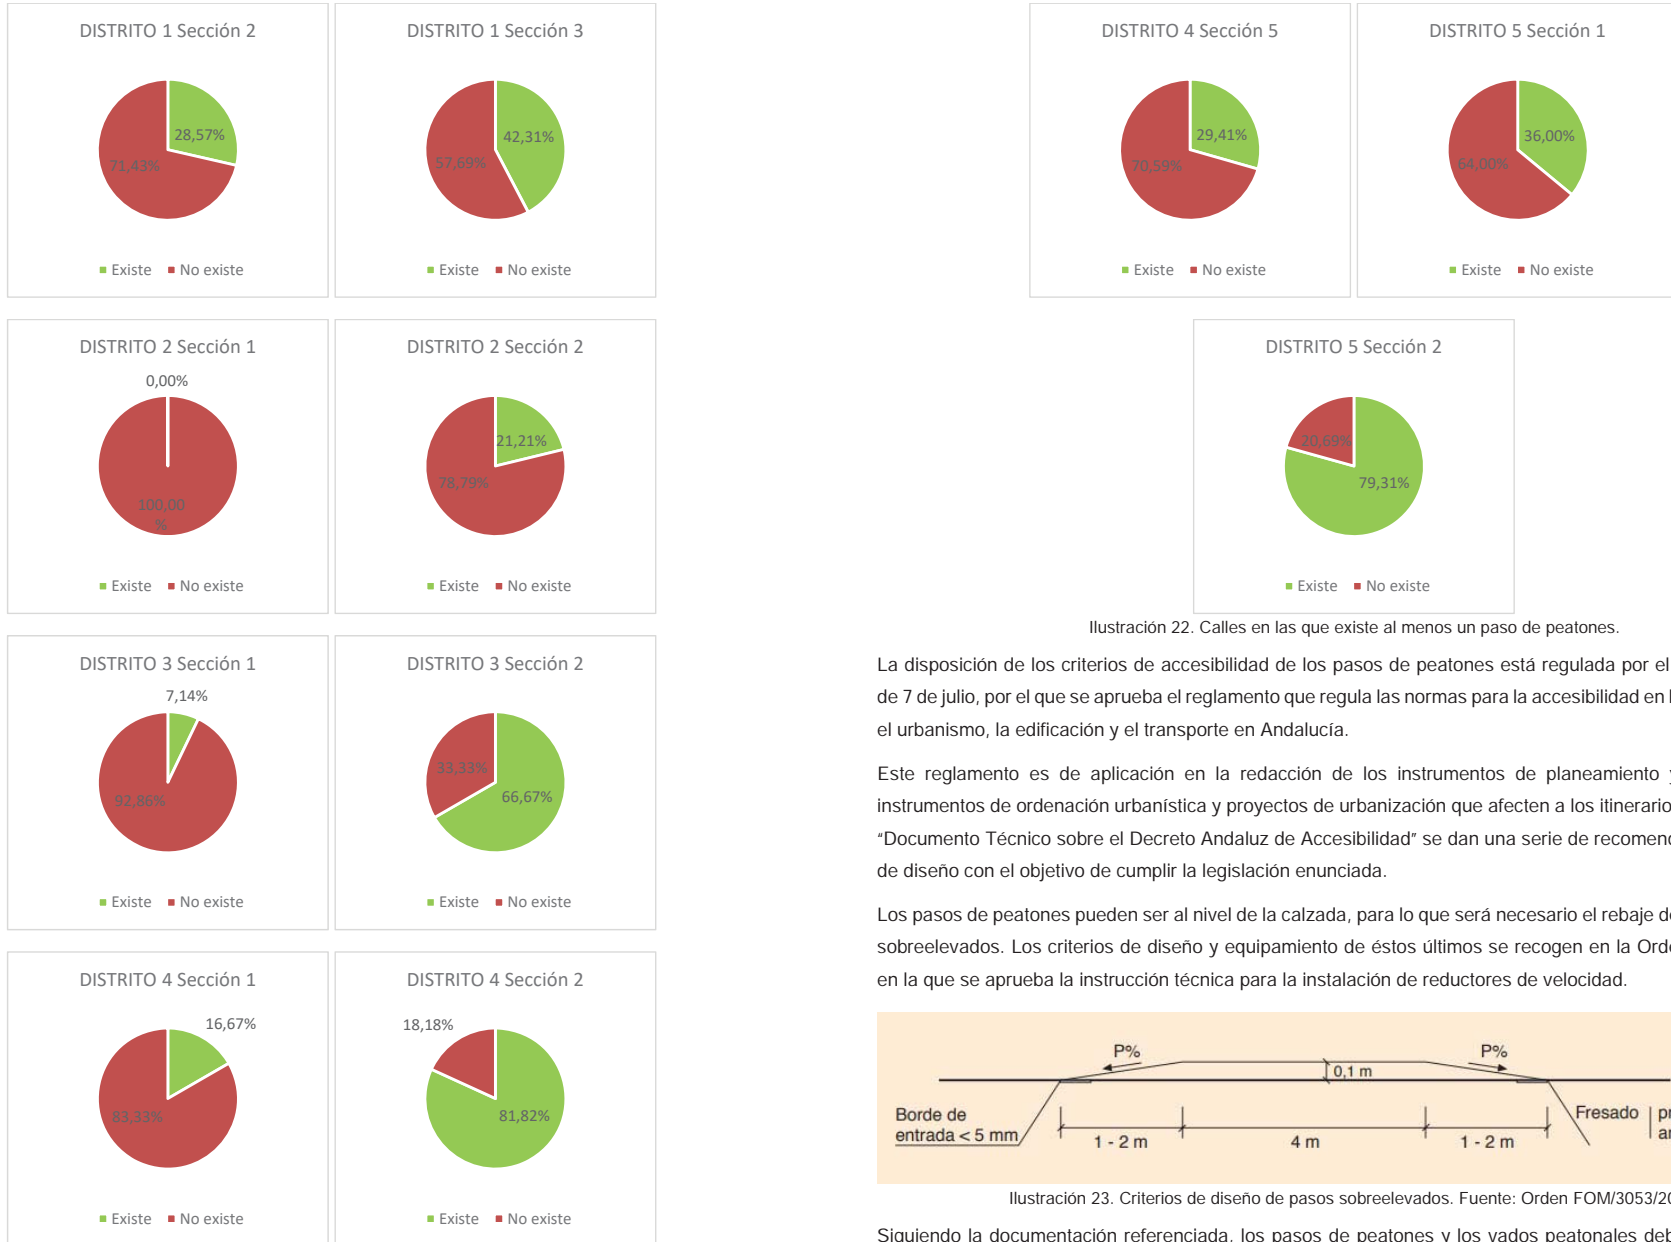 DISTRITO 1 Sección 2
28,57%
71,43%
Existe No existe
DISTRITO 1 Sección 3
42,31%
57,69%
Existe No existe
DISTRITO 2 Sección 1
0,00%
100,00
%
Existe No existe
DISTRITO 2 Sección 2
21,21%
78,79%
Existe No existe
DISTRITO 3 Sección 1
7,14%
92,86%
Existe No existe
DISTRITO 3 Sección 2
33,33%
66,67%
Existe No existe
DISTRITO 4 Sección 1
16,67%
83,33%
Existe No existe
DISTRITO 4 Sección 2
18,18%
81,82%
Existe No existe
DISTRITO 4 Sección 5
29,41%
70,59%
Existe No existe
DISTRITO 5 Sección 1
36,00%
64,00%
Existe No existe
DISTRITO 5 Sección 2
20,69%
79,31%
Existe No existe
Ilustración 22. Calles en las que existe al menos un paso de peatones.
La disposición de los criterios de accesibilidad de los pasos de peatones está regulada por el
de 7 de julio, por el que se aprueba el reglamento que regula las normas para la accesibilidad en
el urbanismo, la edificación y el transporte en Andalucía.
Este reglamento es de aplicación en la redacción de los instrumentos de planeamiento
instrumentos de ordenación urbanística y proyectos de urbanización que afecten a los
"Documento Técnico sobre el Decreto Andaluz de Accesibilidad" se dan una serie de
de diseño con el objetivo de cumplir la legislación enunciada.
Los pasos de peatones pueden ser al nivel de la calzada, para lo que será necesario el rebaje
sobreelevados. Los criterios de diseño y equipamiento de éstos últimos se recogen en la
en la que se aprueba la instrucción técnica para la instalación de reductores de velocidad.
P% P%
0,1 m
Borde de
entrada < 5 mm
1 - 2 m 4 m 1 - 2 m
Fresado
Ilustración 23. Criterios de diseño de pasos sobreelevados. Fuente: Orden FOM/3053/20
Siguiendo la documentación referenciada, los pasos de peatones y los vados peatonales